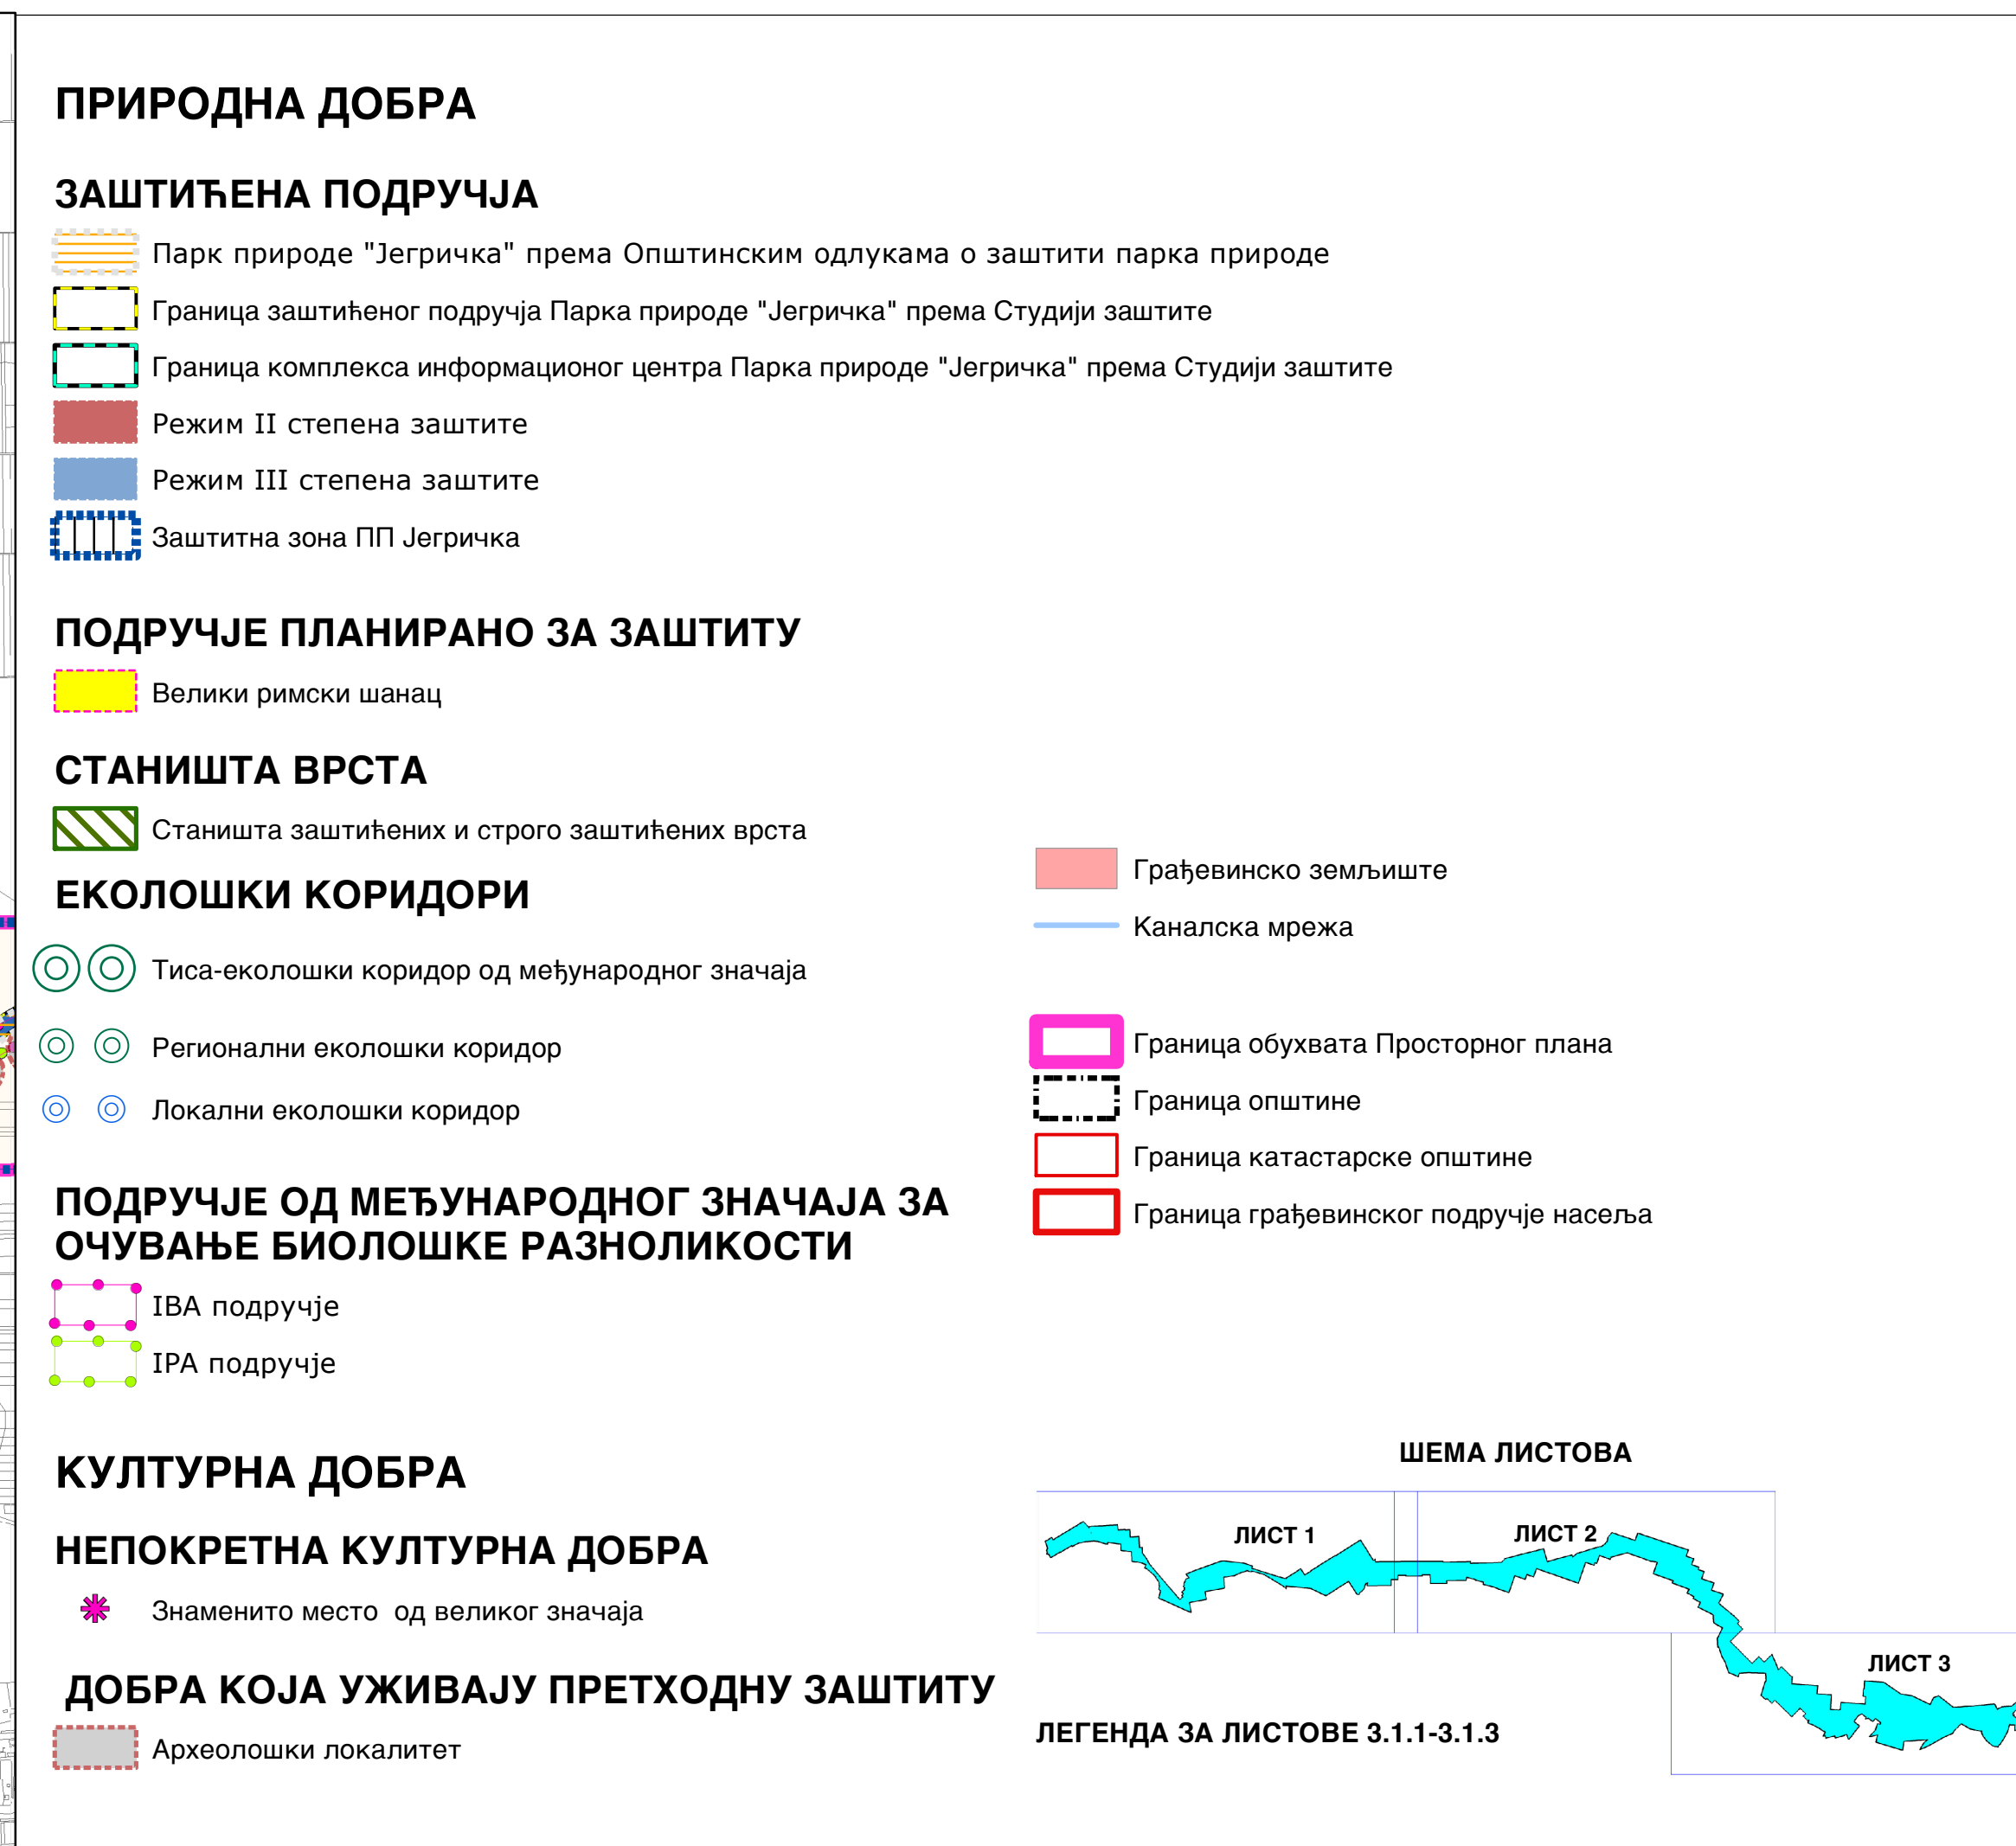 ПРИРОДНА ДОБРА
ЗАШТИЋЕНА ПОДРУЧЈА
Парк природе "Јегричка" према Општинским одлукама о заштити парка природе
Граница заштићеног подручја Парка природе "Јегричка" према Студији заштите
Граница комплекса информационог центра Парка природе "Јегричка" према Студији заштите
Режим II степена заштите
Режим III степена заштите
Заштитна зона ПП Јегричка
ПОДРУЧЈЕ ПЛАНИРАНО ЗА ЗАШТИТУ
Велики римски шанац
СТАНИШТА ВРСТА
Станишта заштићених и строго заштићених врста
ЕКОЛОШКИ КОРИДОРИ
Тиса-еколошки коридор од међународног значаја
Регионални еколошки коридор
Локални еколошки коридор
ПОДРУЧЈЕ ОД МЕЂУНАРОДНОГ ЗНАЧАЈА ЗА
ОЧУВАЊЕ БИОЛОШКЕ РАЗНОЛИКОСТИ
IBA подручје
IPA подручје
КУЛТУРНА ДОБРА
НЕПОКРЕТНА КУЛТУРНА ДОБРА
Знаменито место  од великог значаја
ДОБРА КОЈА УЖИВАЈУ ПРЕТХОДНУ ЗАШТИТУ
Археолошки локалитет
Грађевинско земљиште
Каналска мрежа
Граница обухвата Просторног плана
Граница општине
Граница катастарске општине
Граница грађевинског подручје насеља
ШЕМА ЛИСТОВА
ЛИСТ 1
ЛИСТ 2
ЛИСТ 3
ЛЕГЕНДА ЗА ЛИСТОВЕ 3.1.1-3.1.3